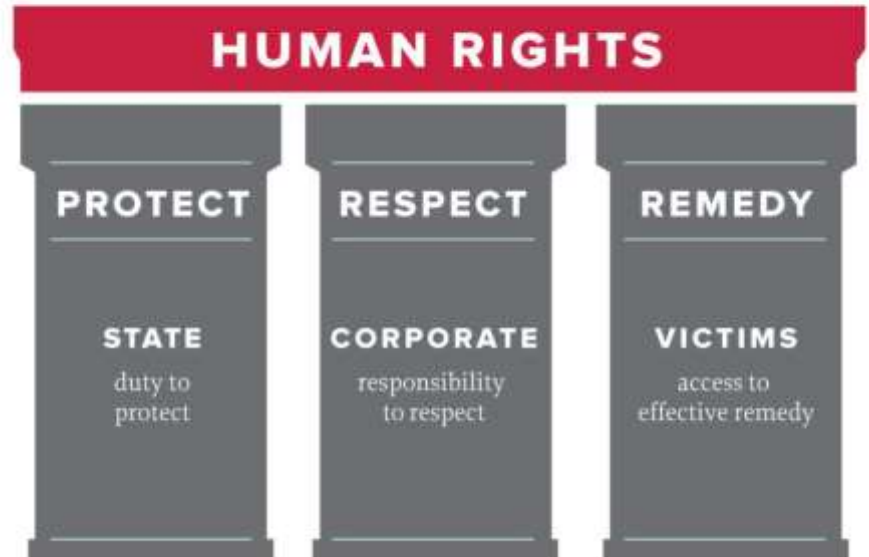 HUMAN RIGHTS
PROTECT
STATE
duty to
protect
RESPECT
CORPORATE
responsibility
to respect
REMEDY
VICTIMS
access to
effective remedy